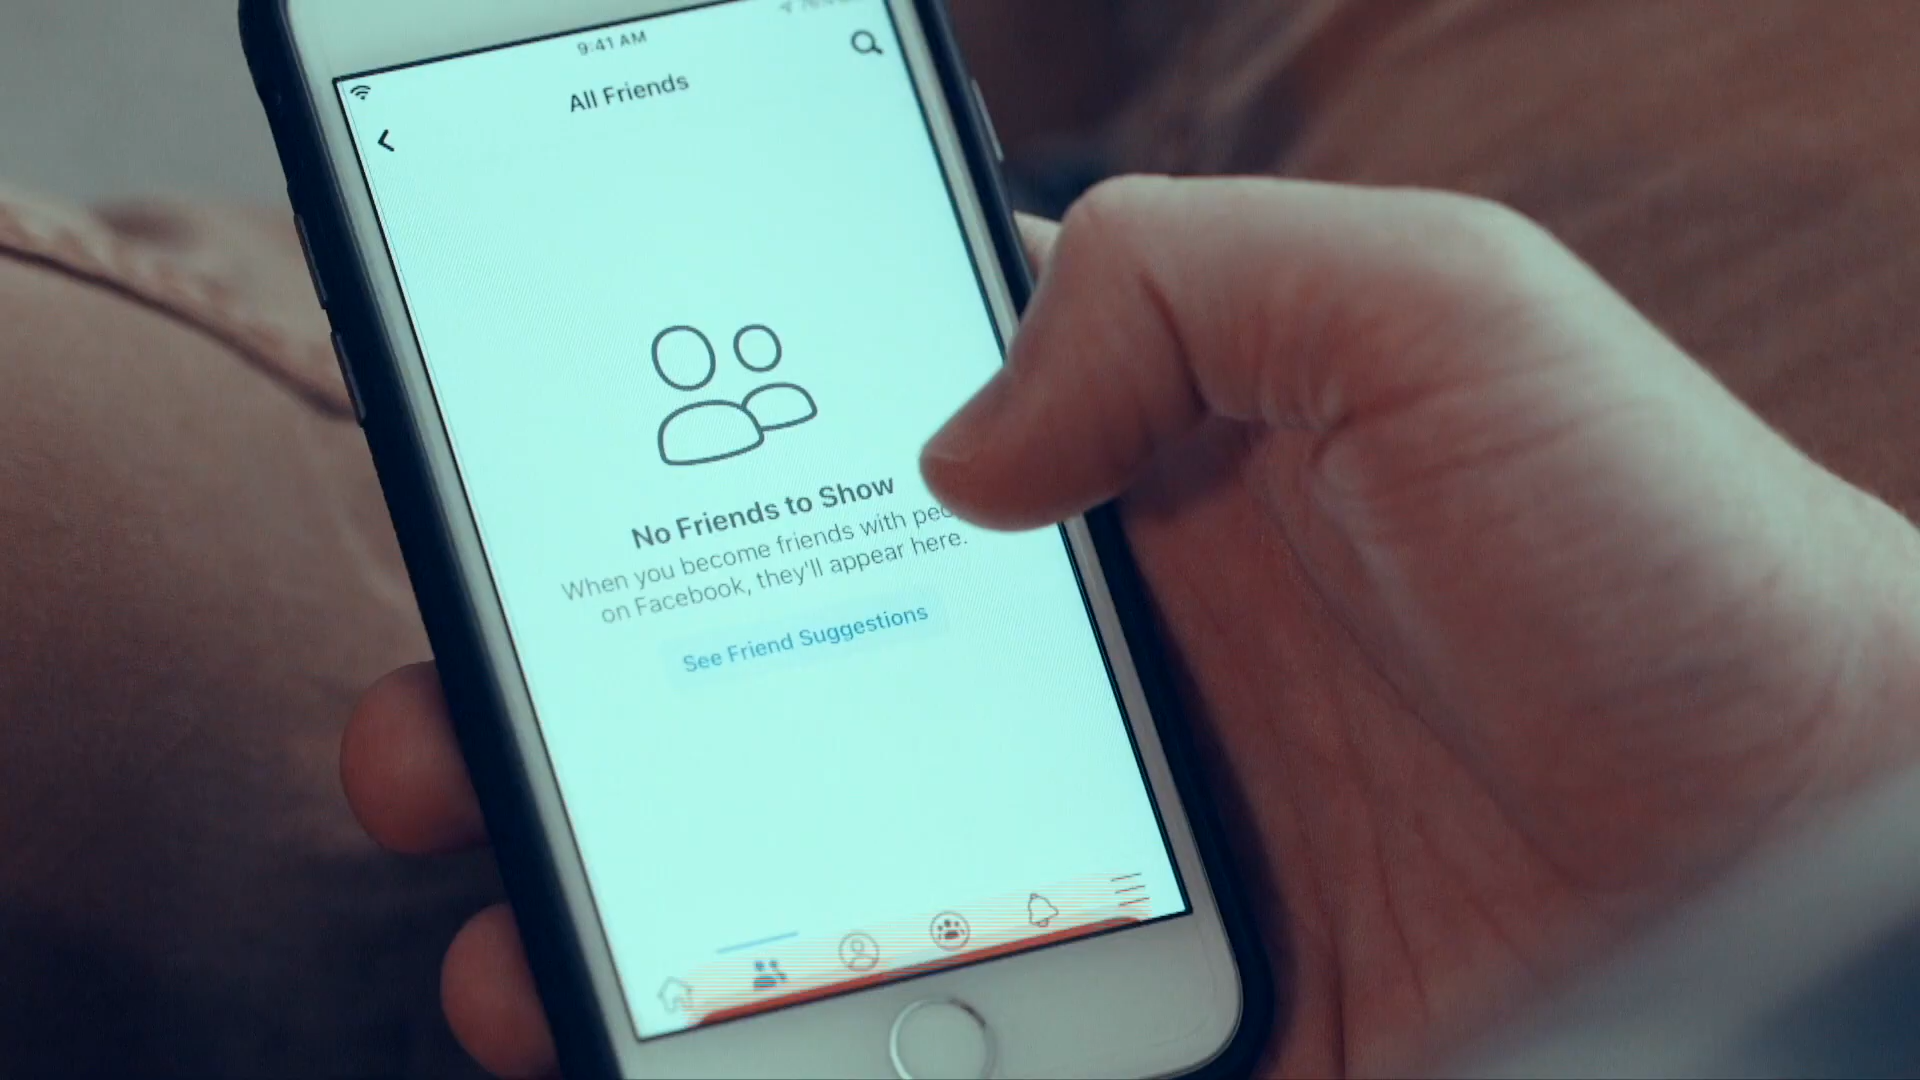 9:41 AM
All Friends
No Friends to Show
When you become friends with
on Facebook, they'll appear here.
See Friend Suggestions